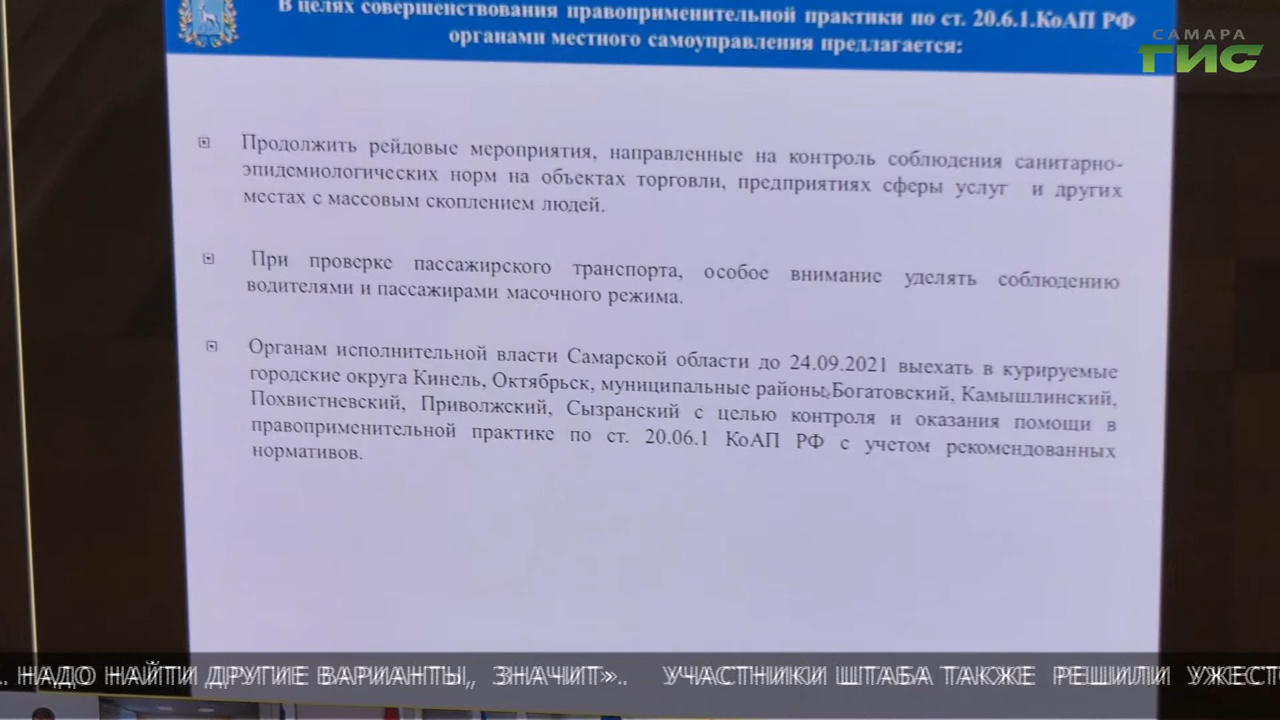 В целях совершенствования правоприменительной практики по ст. 20.6.1.КоАП РФ
органами местного самоуправления предлагается:
САМАРА
ГИС
Продолжить рейдовые мероприятия, направленные на контроль соблюдения санитарно-
эпидемиологических норм на объектах торговли, предприятиях сферы услуг и других
местах с массовым скоплением людей.
При проверке пассажирского транспорта, особое внимание уделять соблюдению
водителями и пассажирами масочного режима.
Органам исполнительной власти Самарской области до 24.09.2021 выехать в курируемые
городские округа Кинель, Октябрьск, муниципальные районы Богатовский, Камышлинский,
Похвистневский, Приволжский, Сызранский с целью контроля и оказания помощи в
правоприменительной практике по ст. 20.06.1 КоАП РФ с учетом рекомендованных
нормативов.
. НАДО НАЙТИ ДРУГИЕ ВАРИАНТЫ, ЗНАЧИТ». УЧАСТНИКИ ШТАБА ТАКЖЕ РЕШИЛИ УЖЕСТ